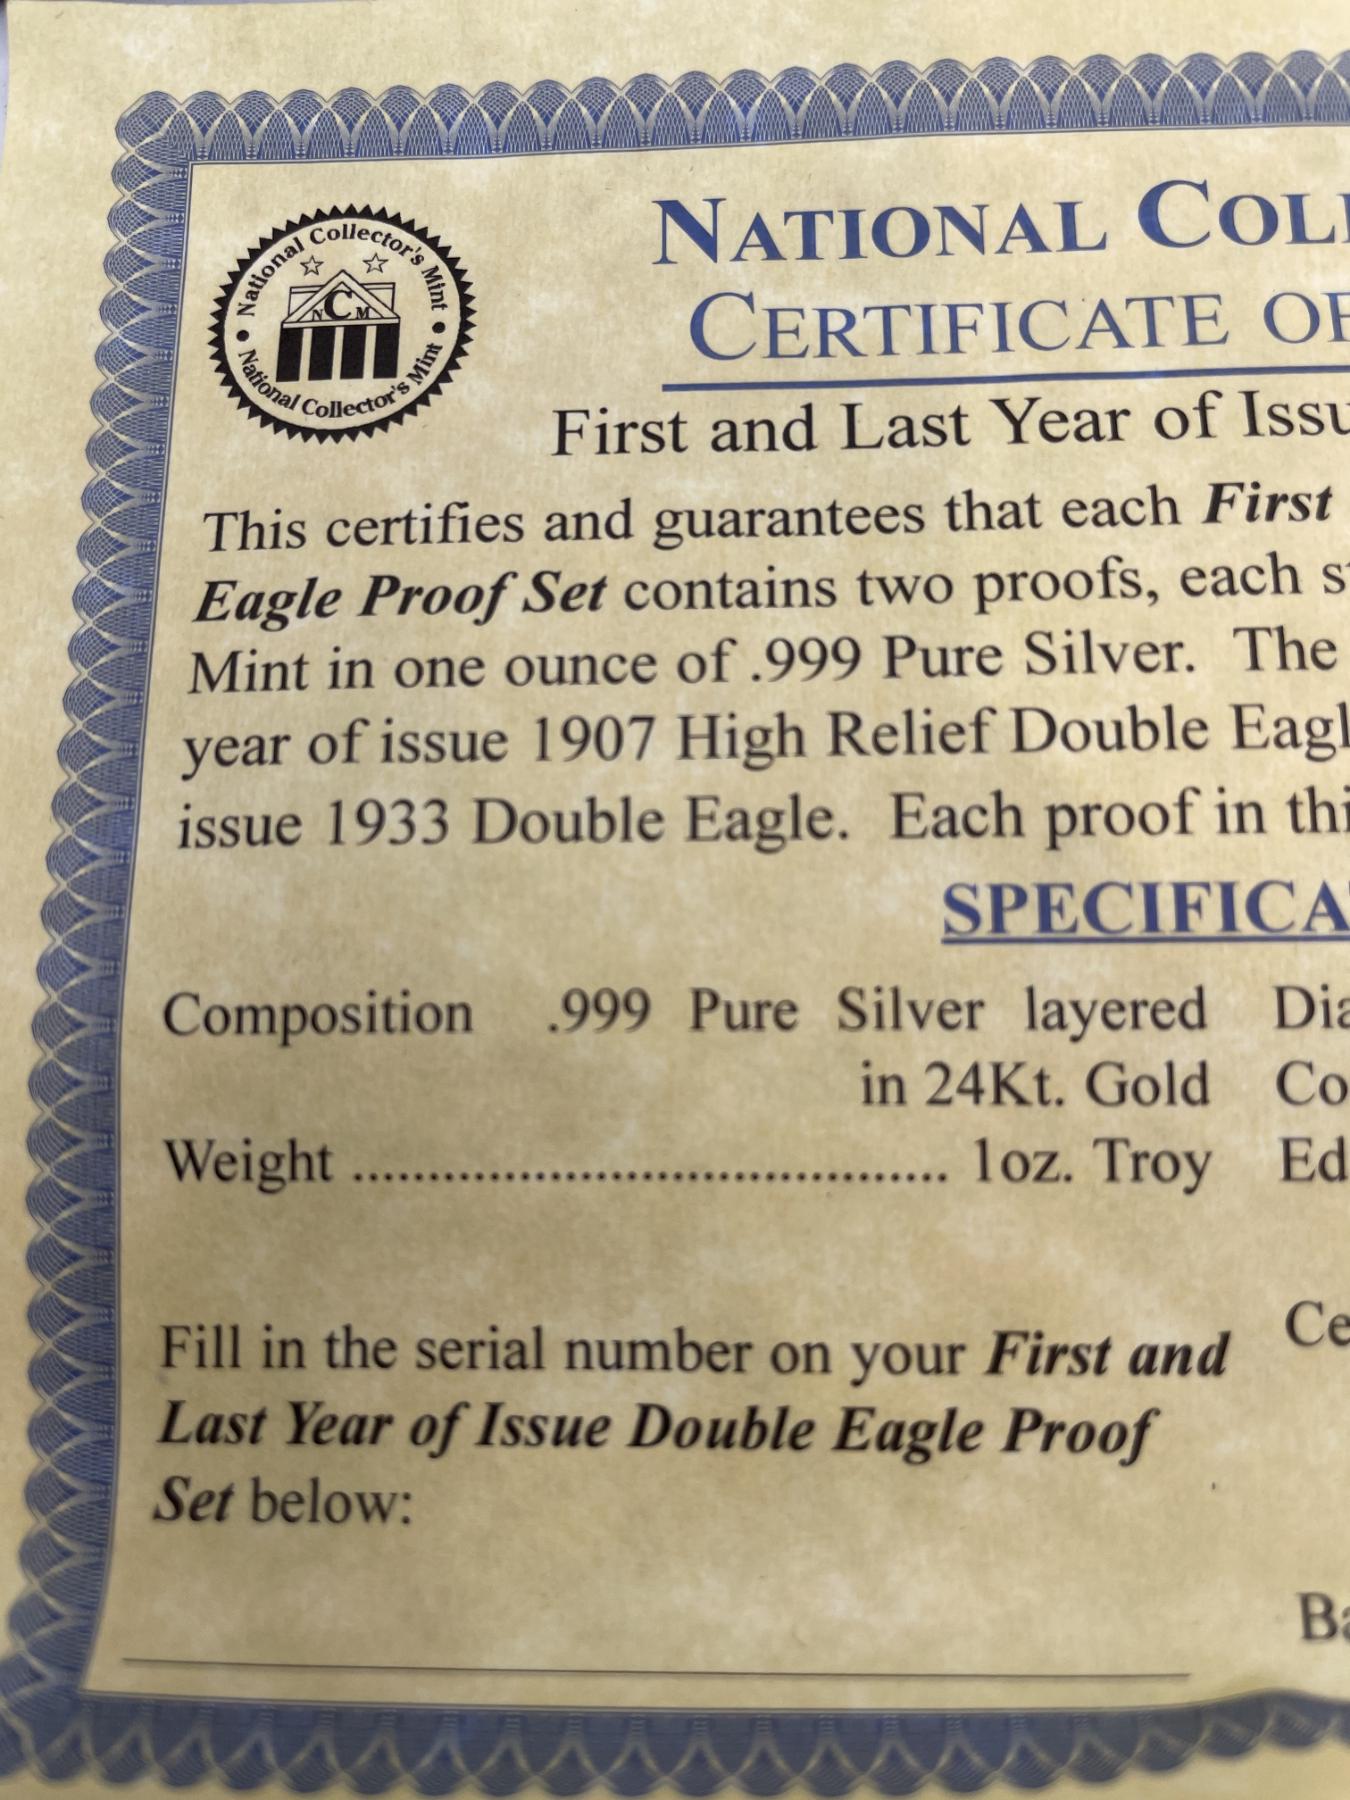 National Collector's Mint
N C M
National Collector's Mint
NATIONAL COLL
CERTIFICATE OF
First and Last Year of Issu
This certifies and guarantees that each First
Eagle Proof Set contains two proofs, each s
Mint in one ounce of .999 Pure Silver. The
year of issue 1907 High Relief Double Eagl
issue 1933 Double Eagle. Each proof in thi
SPECIFICA
Composition .999 Pure Silver layered Dia
in 24Kt. Gold Co
Weight ........................................ 1oz. Troy Ed
Ce
Fill in the serial number on your First and
Last Year of Issue Double Eagle Proof
Set below:
Ba